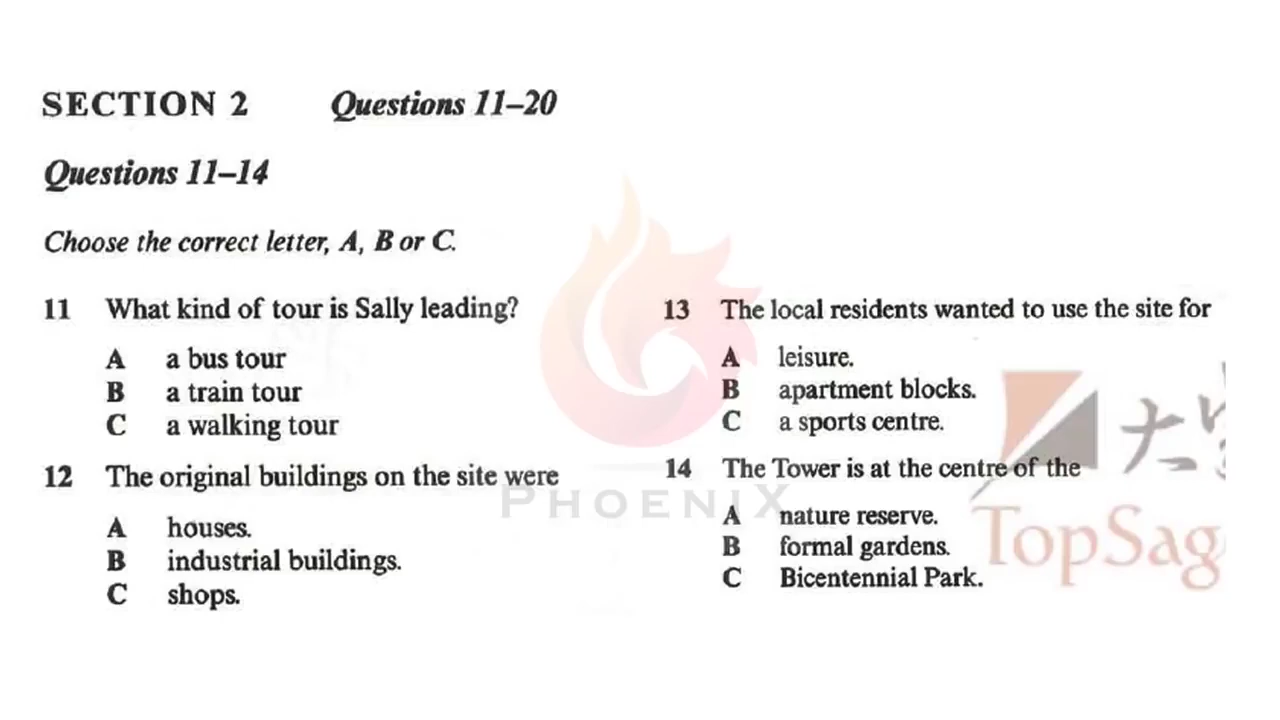 SECTION 2 Questions 11–20
Questions 11–14
Choose the correct letter, A, B or C.
11 What kind of tour is Sally leading?
A a bus tour
B a train tour
C a walking tour
12 The original buildings on the site were
A houses.
B industrial buildings.
C shops.
13 The local residents wanted to use the site for
A leisure.
B apartment blocks.
C a sports centre.
14 The Tower is at the centre of the
A nature reserve.
B formal gardens.
C Bicentennial Park.
PHOENIX
大
TopSag